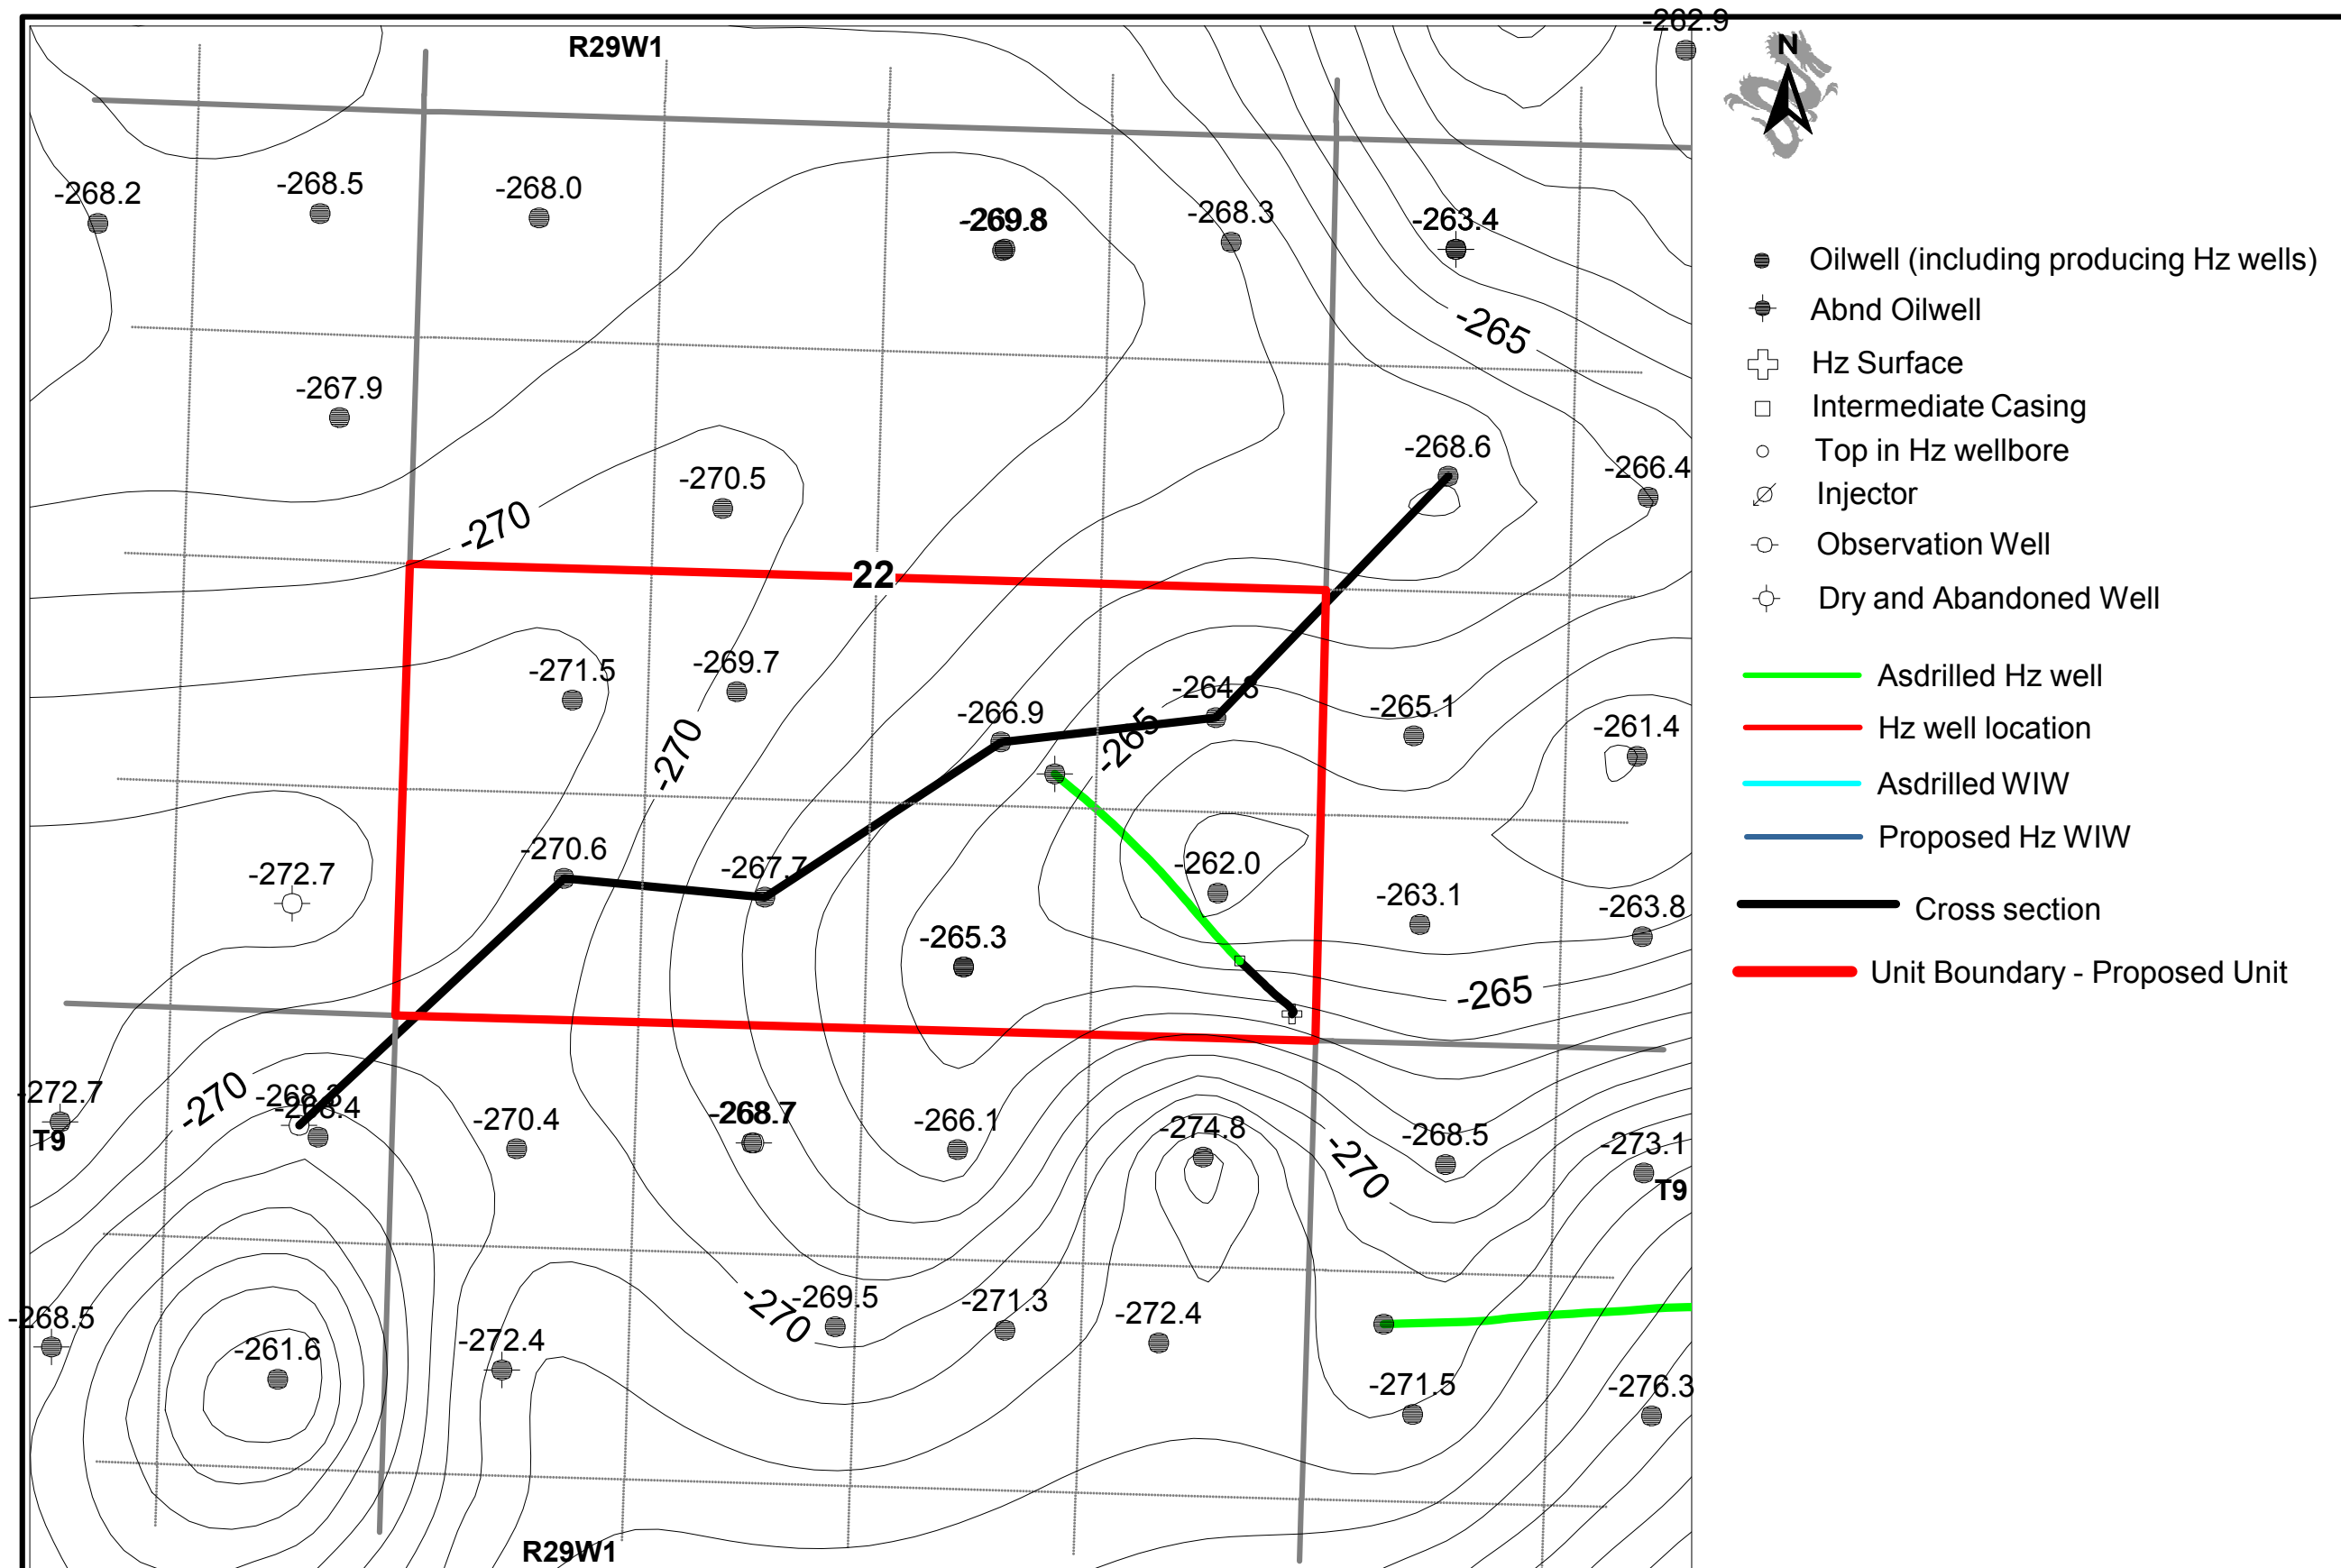 -262.9
R29W1
N
-268.2
-268.5
-268.0
-269.8
-268.3
-263.4
Oilwell (including producing Hz wells)
Abnd Oilwell
-265
Hz Surface
-267.9
Intermediate Casing
-268.6
Top in Hz wellbore
-270.5
-266.4
Injector
-270
Observation Well
22
Dry and Abandoned Well
-271.5
-269.7
Asdrilled Hz well
-266.9
-265.1
-261.4
Hz well location
-265
-270
Asdrilled WIW
Proposed Hz WIW
-270.6
-267.7
-262.0
-272.7
-263.1
-263.8
Cross section
-265.3
Unit Boundary - Proposed Unit
-265
-272.7
-270
-268.4
-270.4
-268.7
-266.1
-274.8
-268.5
-273.1
T9
-270
T9
-268.5
-270
-269.5
-271.3
-272.4
-261.6
-272.4
-271.5
-276.3
R29W1